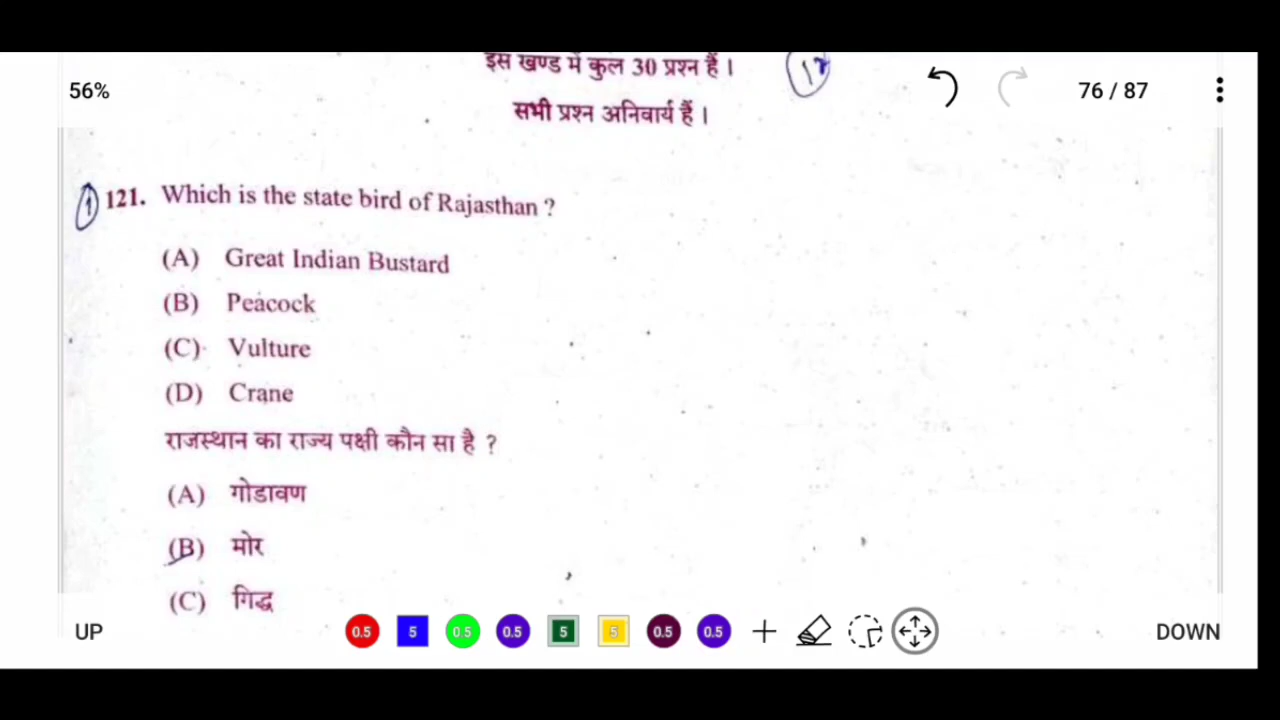 इस खण्ड में कुल 30 प्रश्न हैं ।
56%
76 / 87
सभी प्रश्न अनिवार्य हैं ।
1 121. Which is the state bird of Rajasthan ?
(A) Great Indian Bustard
(B) Peacock
(C) Vulture
(D) Crane
राजस्थान का राज्य पक्षी कौन सा है ?
(A) गोडावण
(B) मोर
(C) गिद्ध
UP
0.5 5 0.5 0.5 5 5 0.5 0.5
DOWN